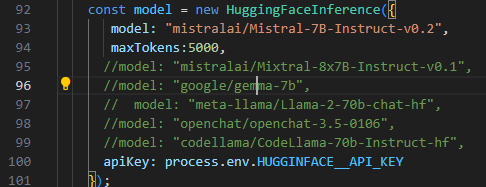 92 const model = new HuggingFaceInference({
93 model: "mistralai/Mistral-7B-Instruct-v0.2",
94 maxTokens:5000,
95 //model: "mistralai/Mixtral-8x7B-Instruct-v0.1",
96 //model: "google/gemma-7b",
97 //  model: "meta-llama/Llama-2-70b-chat-hf",
98 //model: "openchat/openchat-3.5-0106",
99 //model: "codellama/CodeLlama-70b-Instruct-hf",
100 apiKey: process.env.HUGGINFACE__API_KEY
101 });